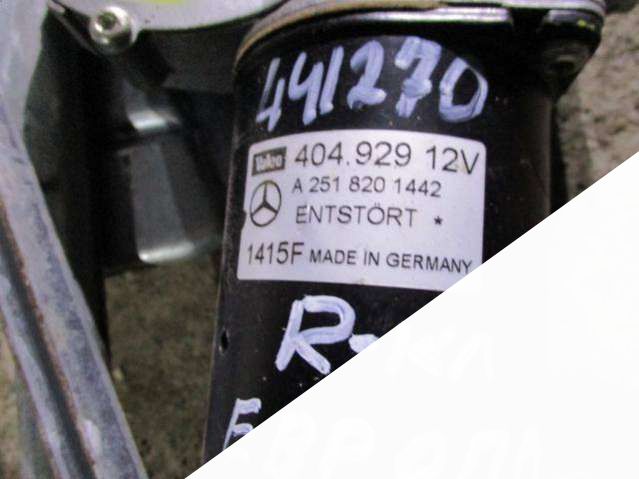 441270
Valeo 404.929 12V
A 251 820 1442
ENTSTÖRT *
1415F MADE IN GERMANY
R-